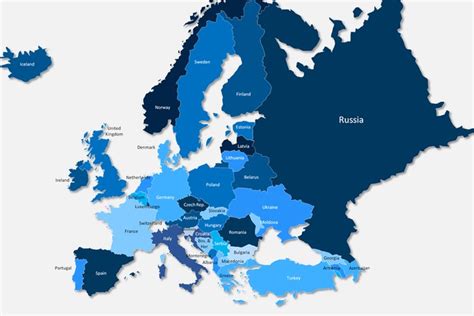 Iceland
Sweden
Finland
Norway
Russia
Estonia
Latvia
Lithuania
United
Kingdom
Denmark
Ireland
Netherlands
Belgium
Luxembourg
Germany
Poland
Belarus
Czech Rep.
Ukraine
Slovakia
Moldova
France
Switzerland
Austria
Hungary
Romania
Italy
Croatia
Serbia
Bulgaria
Macedonia
Albania
Greece
Portugal
Spain
Turkey
Georgia
Armenia
Azerbaijan